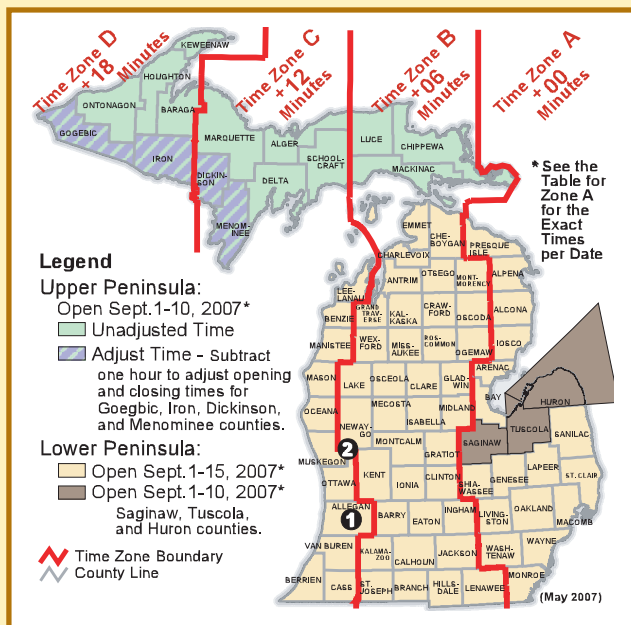 Time Zone D
+18
Minutes
Time Zone C
+12
Minutes
Time Zone B
+06
Minutes
Time Zone A
+00
Minutes
KEWEENAW
HOUGHTON
ONTONAGON
BARAGA
GOGEBIC
MARQUETTE
ALGER
LUCE
CHIPPEWA
IRON
SCHOOL-
CRAFT
MACKINAC
DICKIN-
SON
DELTA
MENOM-
INEE
* See the
Table for
Zone A
for the
Exact
Times
per Date
EMMET
CHE-
BOYGAN
PRESQUE
ISLE
CHARLEVOIX
ANTRIM
OTSEGO
MONT-
MORENCY
ALPENA
LEE-
LANAU
GRAND
TRAV-
ERSE
KAL-
KASKA
CRAW-
FORD
OSCODA
ALCONA
BENZIE
MANISTEE
WEX-
FORD
MISS-
AUKEE
ROS-
COMMON
OGEMAW
IOSCO
ARENAC
MASON
LAKE
OSCEOLA
CLARE
GLAD-
WIN
BAY
HURON
OCEANA
NEWAY-
GO
MECOSTA
ISABELLA
MIDLAND
TUSCOLA
SANILAC
SAGINAW
2
MONTCALM
GRATIOT
MUSKEGON
KENT
IONIA
CLINTON
SHIA-
WASSEE
GENESEE
LAPEER
ST. CLAIR
OTTAWA
ALLEGAN
1
BARRY
EATON
INGHAM
LIVING-
STON
OAKLAND
MACOMB
VAN BUREN
KALAMA-
ZOO
CALHOUN
JACKSON
WASH-
TENAW
WAYNE
BERRIEN
CASS
ST.
JOSEPH
BRANCH
HILLS-
DALE
LENAWEE
MONROE
(May 2007)
Legend
Upper Peninsula:
Open Sept.1-10, 2007*
Unadjusted Time
Adjust Time - Subtract
one hour to adjust opening
and closing times for
Goegbic, Iron, Dickinson,
and Menominee counties.
Lower Peninsula:
Open Sept.1-15, 2007*
Open Sept.1-10, 2007*
Saginaw, Tuscola,
and Huron counties.
Time Zone Boundary
County Line